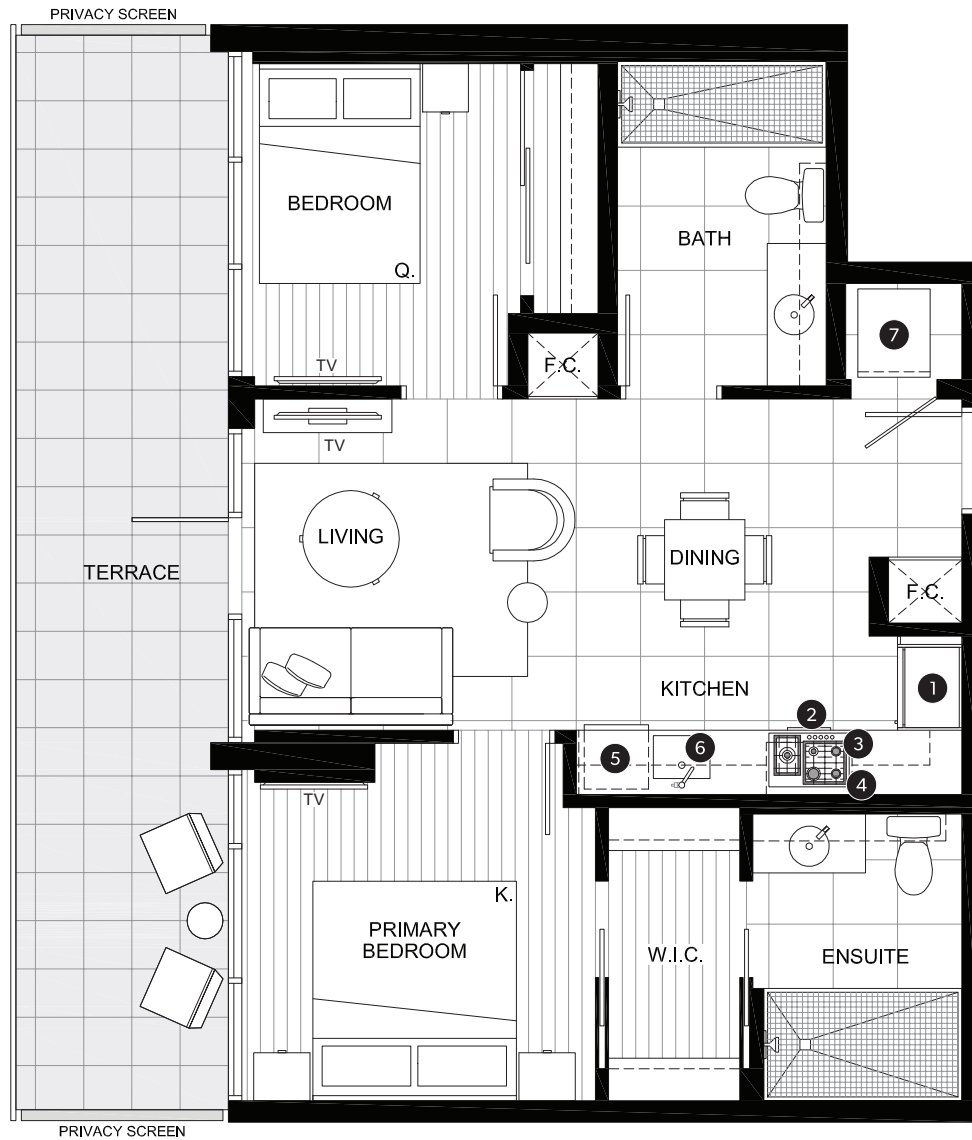 PRIVACY SCREEN
BEDROOM
Q.
BATH
TV
F.C.
7
TV
LIVING
DINING
TERRACE
F.C.
KITCHEN
1
2
3
5
6
4
TV
K.
PRIMARY
BEDROOM
W.I.C.
ENSUITE
PRIVACY SCREEN